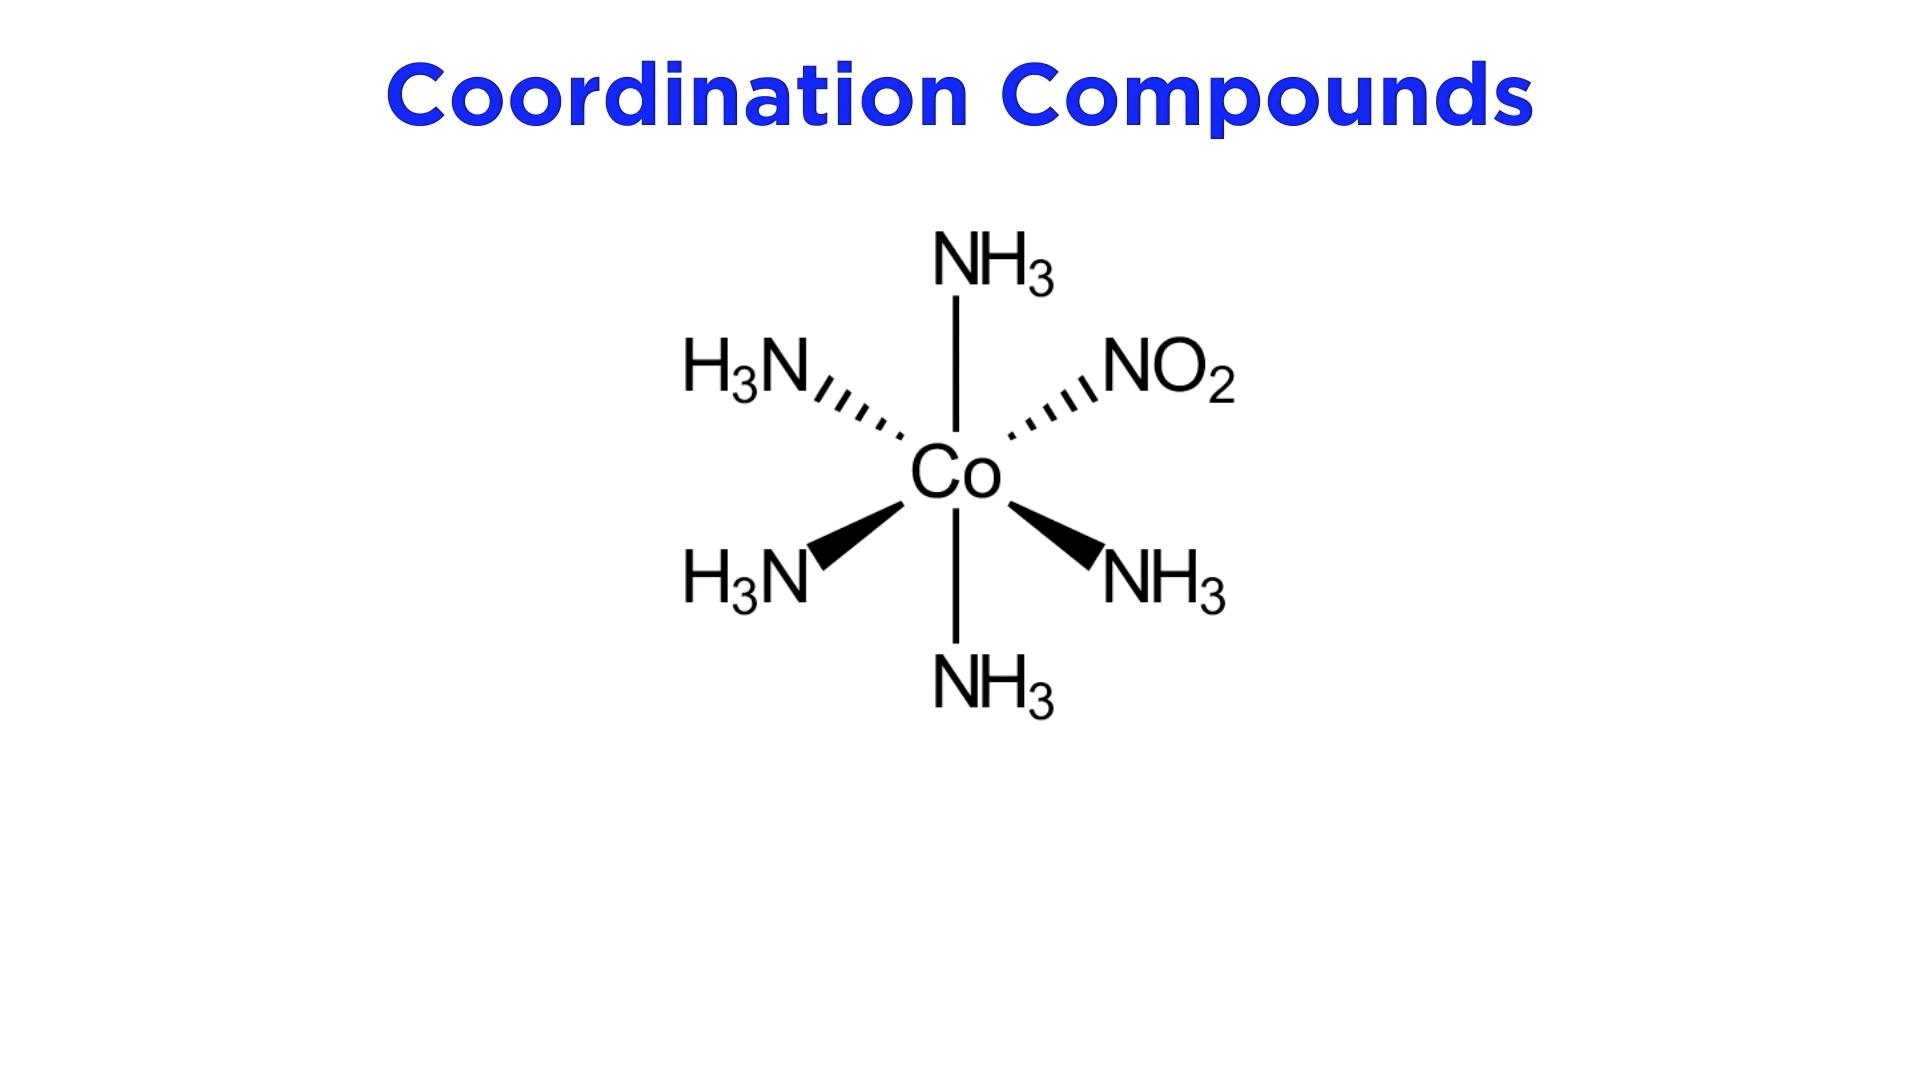 Coordination Compounds
NH3
H3N
NO2
Co
H3N
NH3
NH3